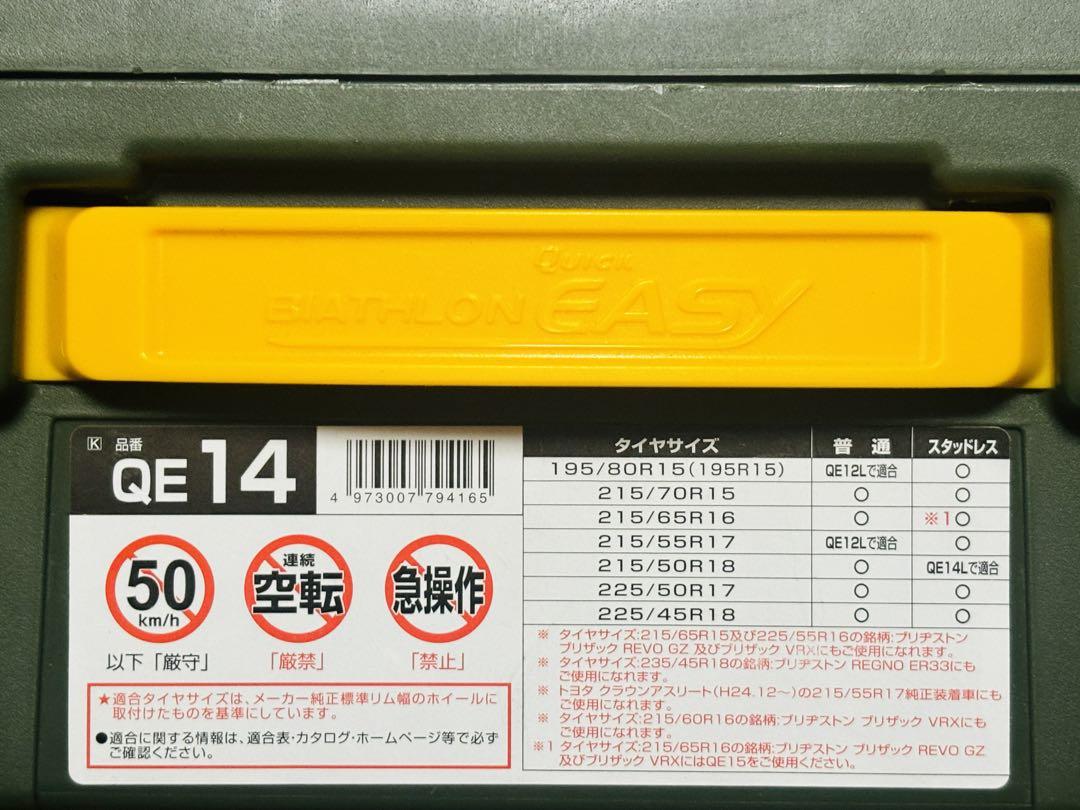 QUICK
BIATHLON EASY
K 品番
QE14
4 973007 794165
50
km/h
以下「厳守」
連続
空転
「厳禁」
急操作
「禁止」
★適合タイヤサイズは、メーカー純正標準リム幅のホイールに
取付けたものを基準にしています。
●適合に関する情報は、適合表・カタログ・ホームページ等で必ず
ご確認ください。
タイヤサイズ 普通 スタッドレス
195/80R15(195R15) QE12Lで適合 ○
215/70R15 ○ ○
215/65R16 ○ ※1○
215/55R17 QE12Lで適合 ○
215/50R18 ○ QE14Lで適合
225/50R17 ○ ○
225/45R18 ○ ○
※ タイヤサイズ:215/65R15及び225/55R16の銘柄:ブリヂストン
ブリザック REVO GZ 及びブリザック VRXにもご使用になれます。
※ タイヤサイズ:235/45R18の銘柄:ブリヂストン REGNO ER33にも
ご使用になれます。
※ トヨタ クラウンアスリート(H24.12〜)の215/55R17純正装着車にも
ご使用になれます。
※ タイヤサイズ:215/60R16の銘柄:ブリヂストン ブリザック VRXにも
ご使用になれます。
※1 タイヤサイズ:215/65R16の銘柄:ブリヂストン ブリザック REVO GZ
及びブリザック VRXにはQE15をご使用ください。